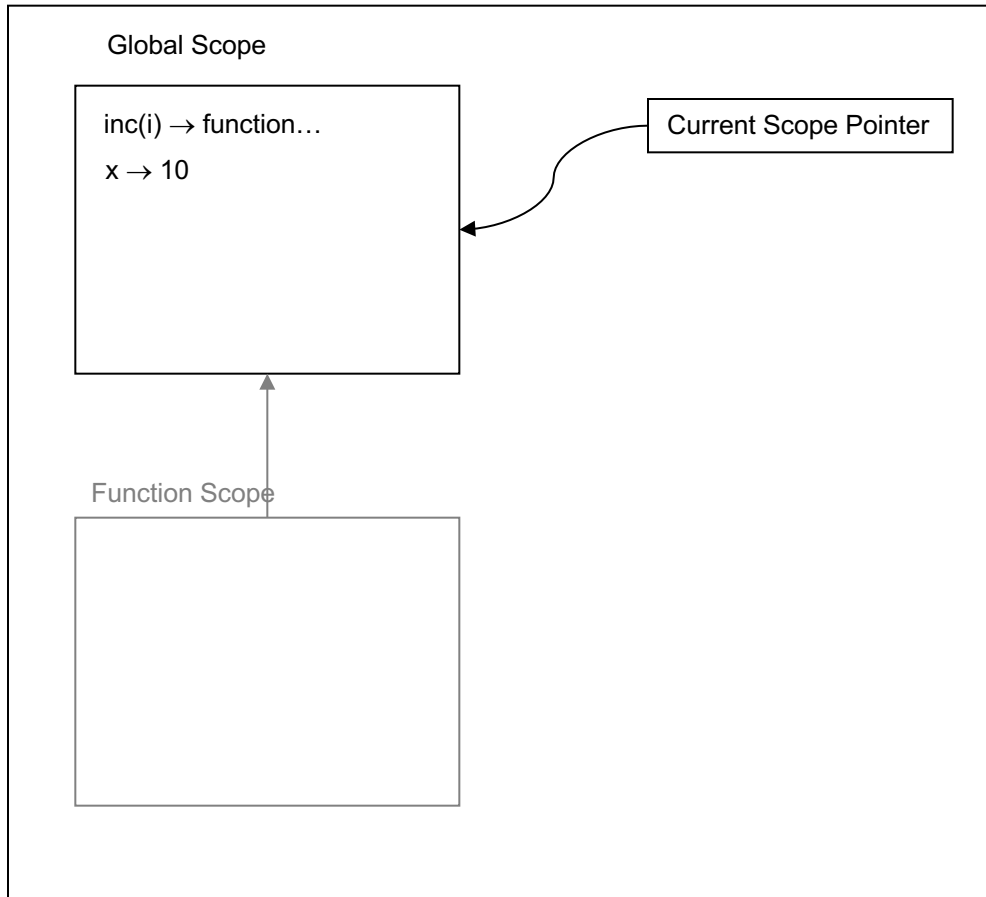 Global Scope
inc(i) → function…
x → 10
Current Scope Pointer
Function Scope